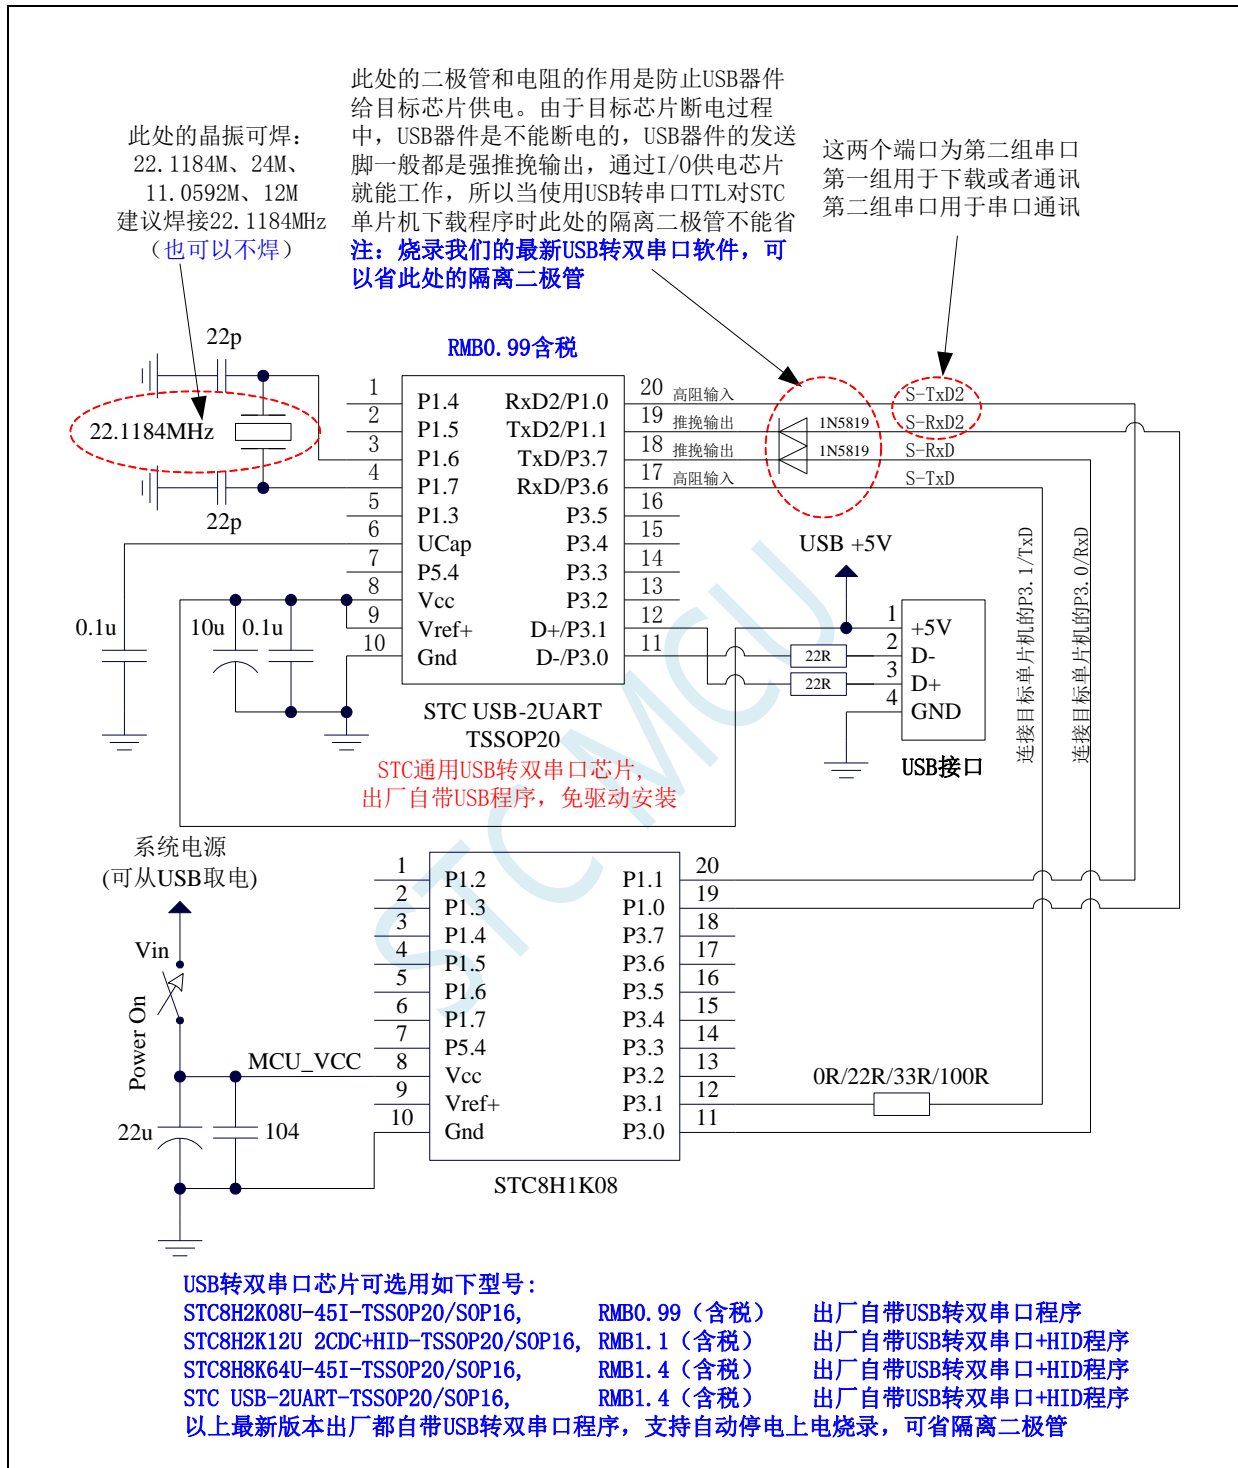 此处的二极管和电阻的作用是防止USB器件
给目标芯片供电。由于目标芯片断电过程
中，USB器件是不能断电的，USB器件的发送
脚一般都是强推挽输出，通过I/O供电芯片
就能工作，所以当使用USB转串口TTL对STC
单片机下载程序时此处的隔离二极管不能省
注：烧录我们的最新USB转双串口软件，可
以省此处的隔离二极管
此处的晶振可焊：
22.1184M、24M、
11.0592M、12M
建议焊接22.1184MHz
（也可以不焊）
这两个端口为第二组串口
第一组用于下载或者通讯
第二组串口用于串口通讯
22p
22.1184MHz
22p
RMB0.99含税
1 P1.4 RxD2/P1.0 20 高阻输入 S-TxD2
2 P1.5 TxD2/P1.1 19 推挽输出 1N5819 S-RxD2
3 P1.6 TxD/P3.7 18 推挽输出 1N5819 S-RxD
4 P1.7 RxD/P3.6 17 高阻输入 S-TxD
5 P1.3 P3.5 16
6 UCap P3.4 15
7 P5.4 P3.3 14
8 Vcc P3.2 13
9 Vref+ D+/P3.1 12
10 Gnd D-/P3.0 11
0.1u
10u
0.1u
STC USB-2UART
TSSOP20
STC通用USB转双串口芯片，
出厂自带USB程序，免驱动安装
22R
22R
USB +5V
1 +5V
2 D-
3 D+
4 GND
USB接口
连接目标单片机的P3.1/TxD
连接目标单片机的P3.0/RxD
STC MCU
系统电源
(可从USB取电)
Vin
Power On
MCU_VCC
22u
104
1 P1.2 P1.1 20
2 P1.3 P1.0 19
3 P1.4 P3.7 18
4 P1.5 P3.6 17
5 P1.6 P3.5 16
6 P1.7 P3.4 15
7 P5.4 P3.3 14
8 Vcc P3.2 13
9 Vref+ P3.1 12
10 Gnd P3.0 11
0R/22R/33R/100R
STC8H1K08
USB转双串口芯片可选用如下型号：
STC8H2K08U-45I-TSSOP20/SOP16, RMB0.99（含税） 出厂自带USB转双串口程序
STC8H2K12U 2CDC+HID-TSSOP20/SOP16, RMB1.1（含税） 出厂自带USB转双串口+HID程序
STC8H8K64U-45I-TSSOP20/SOP16, RMB1.4（含税） 出厂自带USB转双串口+HID程序
STC USB-2UART-TSSOP20/SOP16, RMB1.4（含税） 出厂自带USB转双串口+HID程序
以上最新版本出厂都自带USB转双串口程序，支持自动停电上电烧录，可省隔离二极管